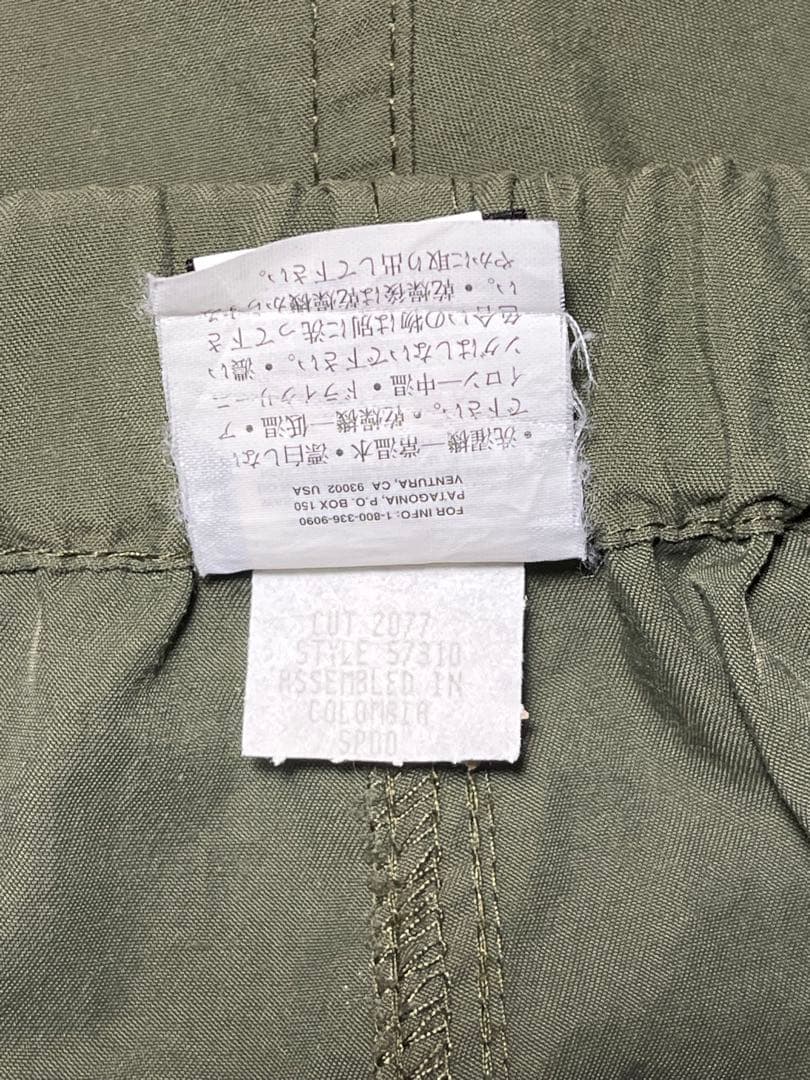 FOR INFO: 1-800-336-9090
PATAGONIA, P.O. BOX 150
VENTURA, CA 93002 USA
•洗濯機—常温水•漂白しない
で下さい。•乾燥機—低温•ア
イロン—中温•ドライクリーニ
ングはしないで下さい。•濃い
色合いの物は別に洗って下さ
い。•乾燥後は乾燥機からすみ
やかに取り出して下さい。
CUT 2077
STYLE 57310
ASSEMBLED IN
COLOMBIA
SP00